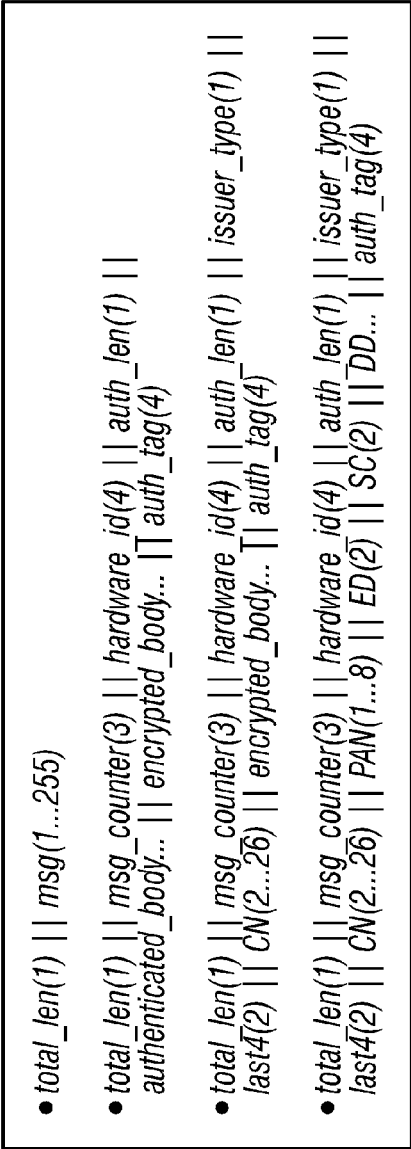 • total_len(1) || msg(1...255)
• total_len(1) || msg_counter(3) || hardware_id(4) || auth_len(1) ||
authenticated_body... || encrypted_body... || auth_tag(4)
• total_len(1) || msg_counter(3) || hardware_id(4) || auth_len(1) || issuer_type(1) ||
last4(2) || CN(2...26) || encrypted_body... || auth_tag(4)
• total_len(1) || msg_counter(3) || hardware_id(4) || auth_len(1) || issuer_type(1) ||
last4(2) || CN(2...26) || PAN(1...8) || ED(2) || SC(2) || DD... || auth_tag(4)